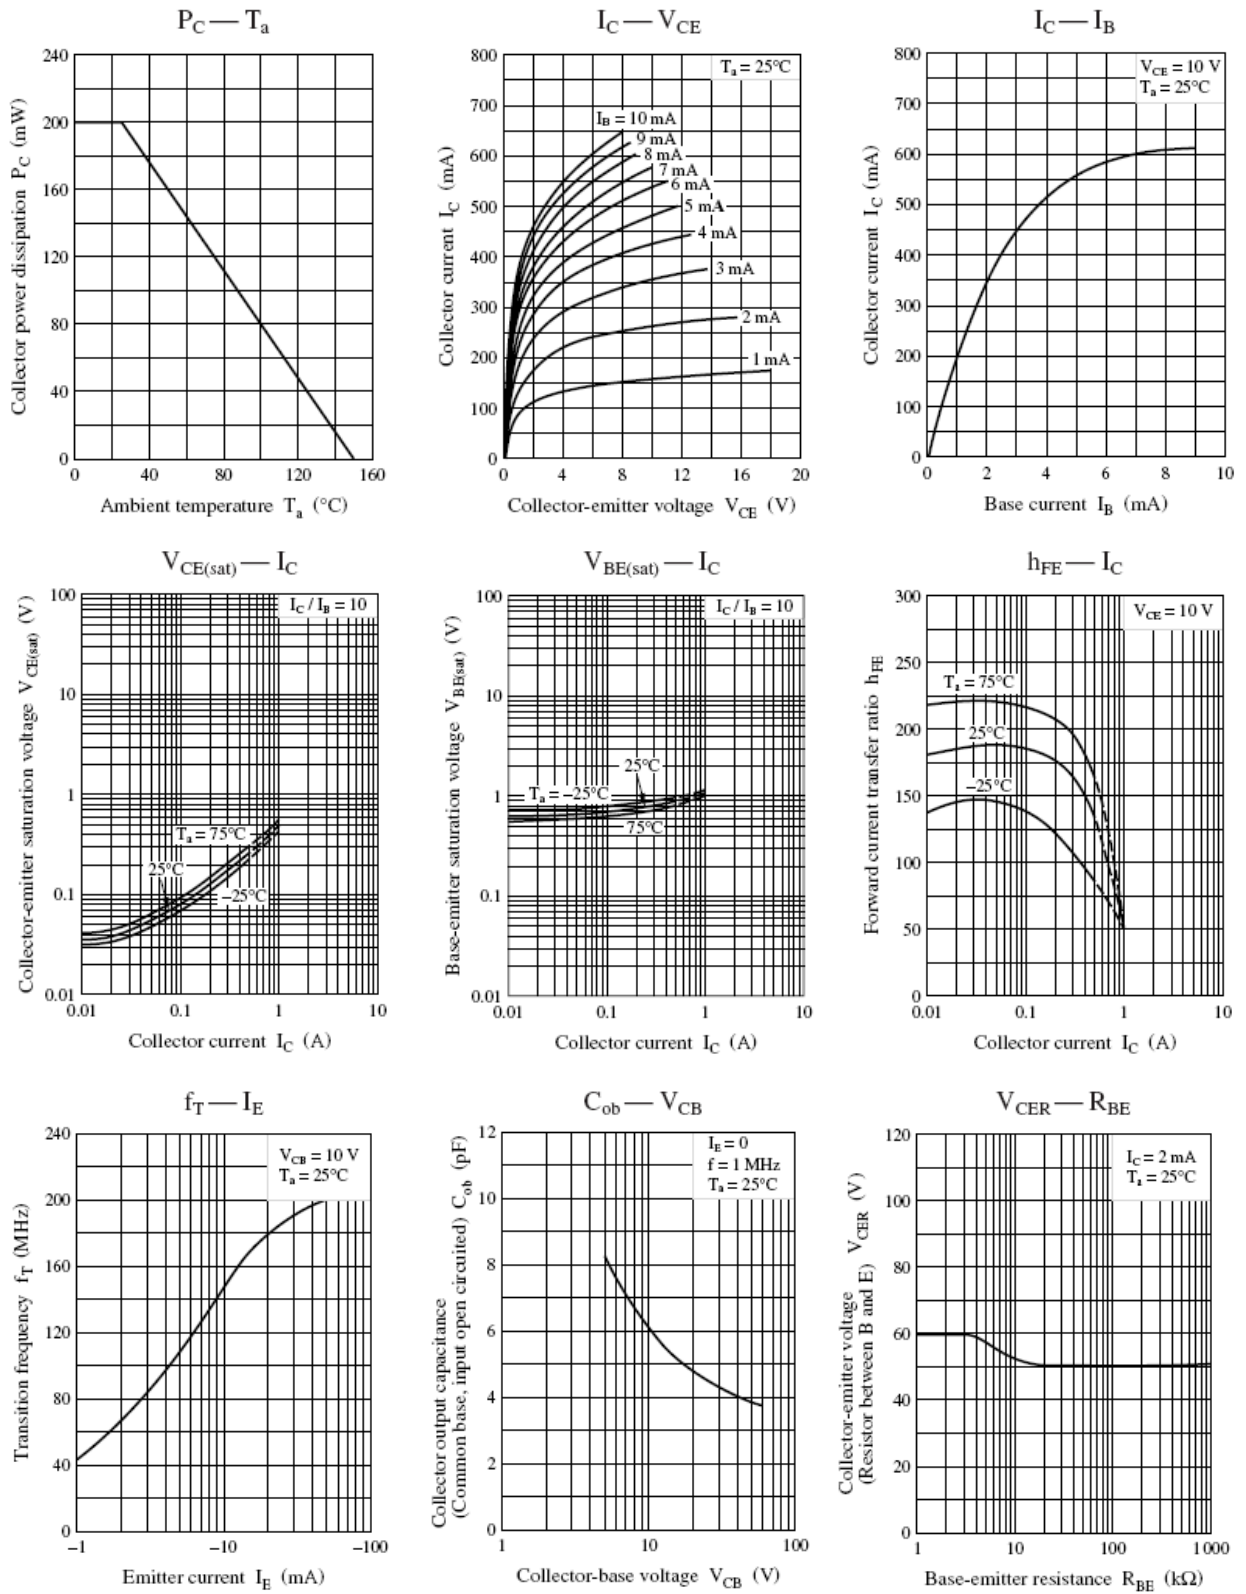 P_C — T_a
Collector power dissipation P_C (mW)
240
200
160
120
80
40
0
0 40 80 120 160
Ambient temperature T_a (°C)
I_C — V_CE
Collector current I_C (mA)
800
700
600
500
400
300
200
100
0
T_a = 25°C
I_B = 10 mA
9 mA
8 mA
7 mA
6 mA
5 mA
4 mA
3 mA
2 mA
1 mA
0 4 8 12 16 20
Collector-emitter voltage V_CE (V)
I_C — I_B
Collector current I_C (mA)
800
700
600
500
400
300
200
100
0
V_CE = 10 V
T_a = 25°C
0 2 4 6 8 10
Base current I_B (mA)
V_CE(sat) — I_C
Collector-emitter saturation voltage V_CE(sat) (V)
100
10
1
0.1
0.01
I_C / I_B = 10
T_a = 75°C
25°C
–25°C
0.01 0.1 1 10
Collector current I_C (A)
V_BE(sat) — I_C
Base-emitter saturation voltage V_BE(sat) (V)
100
10
1
0.1
0.01
I_C / I_B = 10
25°C
T_a = –25°C
75°C
0.01 0.1 1 10
Collector current I_C (A)
h_FE — I_C
Forward current transfer ratio h_FE
300
250
200
150
100
50
0
V_CE = 10 V
T_a = 75°C
25°C
–25°C
0.01 0.1 1 10
Collector current I_C (A)
f_T — I_E
Transition frequency f_T (MHz)
240
200
160
120
80
40
0
V_CB = 10 V
T_a = 25°C
–1 –10 –100
Emitter current I_E (mA)
C_ob — V_CB
Collector output capacitance
(Common base, input open circuited) C_ob (pF)
12
10
8
6
4
2
0
I_E = 0
f = 1 MHz
T_a = 25°C
1 10 100
Collector-base voltage V_CB (V)
V_CER — R_BE
Collector-emitter voltage
(Resistor between B and E) V_CER (V)
120
100
80
60
40
20
0
I_C = 2 mA
T_a = 25°C
1 10 100 1 000
Base-emitter resistance R_BE (kΩ)